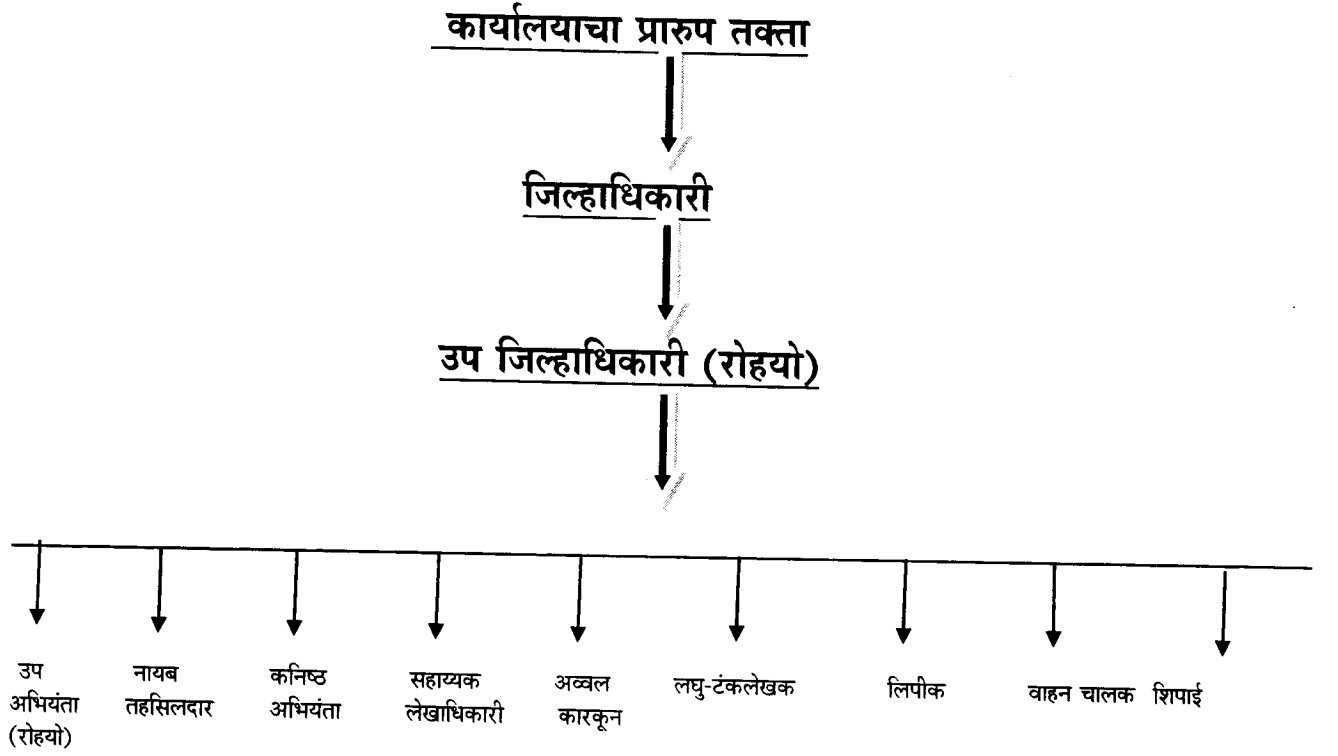 कार्यालयाचा प्रारुप तक्ता
जिल्हाधिकारी
उप जिल्हाधिकारी (रोहयो)
उप
अभियंता
(रोहयो)
नायब
तहसिलदार
कनिष्ठ
अभियंता
सहाय्यक
लेखाधिकारी
अव्वल
कारकून
लघु-टंकलेखक
लिपीक
वाहन चालक
शिपाई